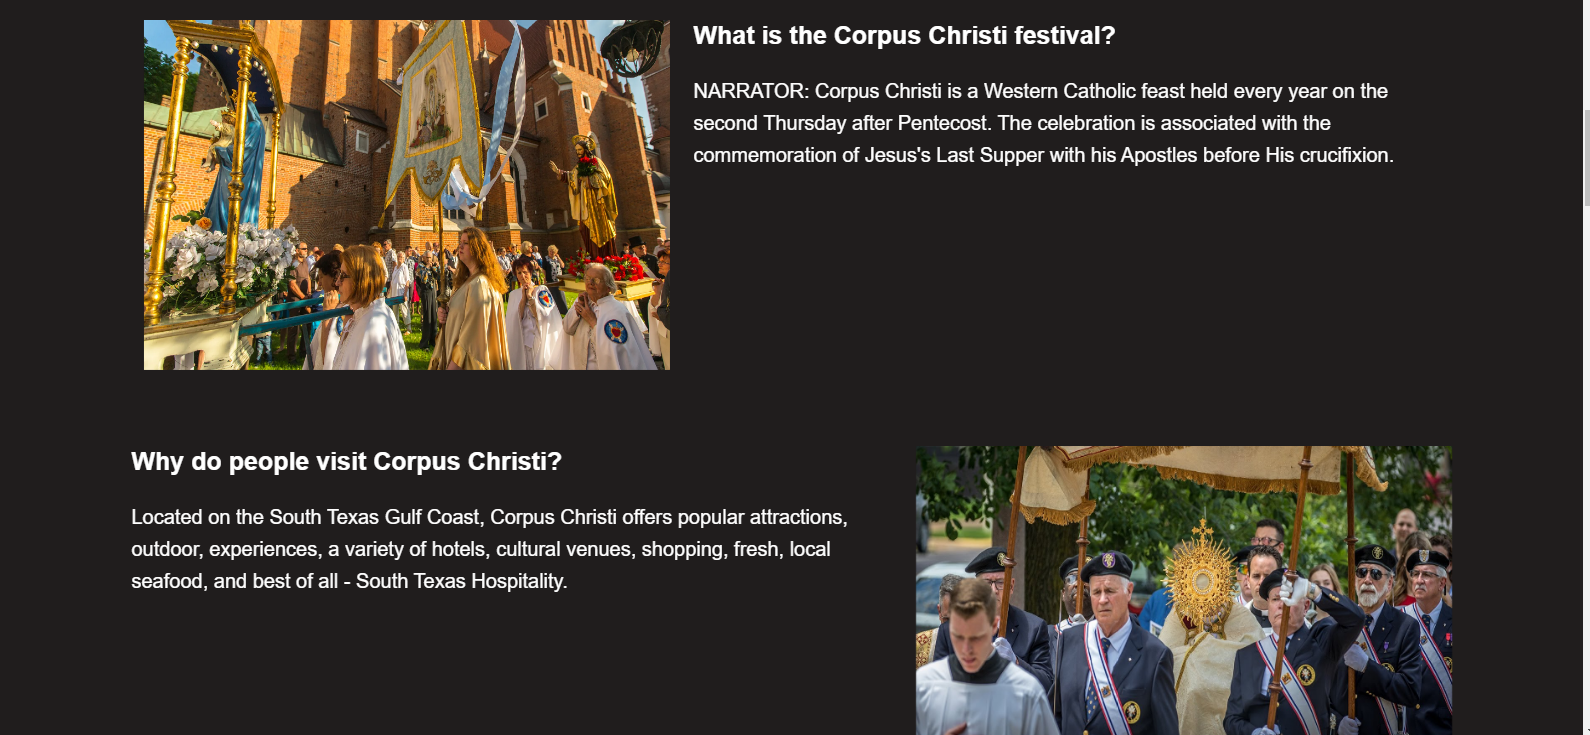 What is the Corpus Christi festival?
NARRATOR: Corpus Christi is a Western Catholic feast held every year on the
second Thursday after Pentecost. The celebration is associated with the
commemoration of Jesus's Last Supper with his Apostles before His crucifixion.
Why do people visit Corpus Christi?
Located on the South Texas Gulf Coast, Corpus Christi offers popular attractions,
outdoor, experiences, a variety of hotels, cultural venues, shopping, fresh, local
seafood, and best of all - South Texas Hospitality.